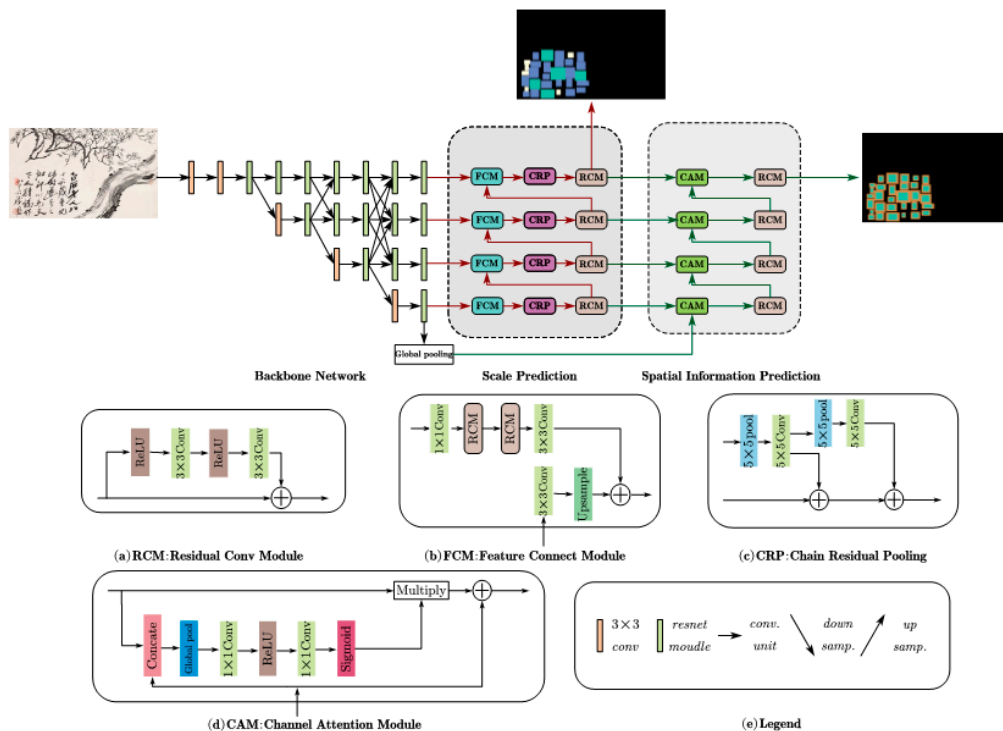 FCM CRP RCM CAM RCM
FCM CRP RCM CAM RCM
FCM CRP RCM CAM RCM
FCM CRP RCM CAM RCM
Global pooling
Backbone Network
Scale Prediction
Spatial Information Prediction
ReLU
3×3Conv
ReLU
3×3Conv
(a)RCM:Residual Conv Module
1×1Conv
RCM
RCM
3×3Conv
3×3Conv
Upsample
(b)FCM:Feature Connect Module
5×5pool
5×5Conv
5×5pool
5×5Conv
(c)CRP:Chain Residual Pooling
Multiply
Concate
Global pool
1×1Conv
ReLU
1×1Conv
Sigmoid
(d)CAM:Channel Attention Module
3×3 conv
resnet moudle
conv. unit
down samp.
up samp.
(e)Legend